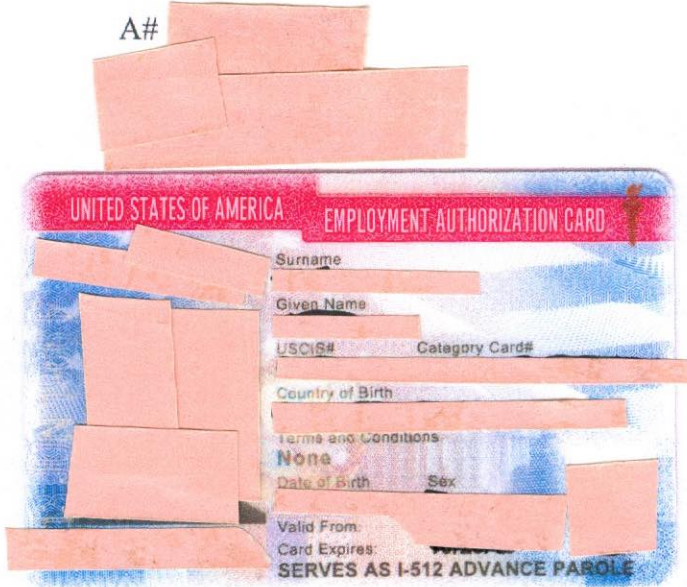 A#
UNITED STATES OF AMERICA EMPLOYMENT AUTHORIZATION CARD
Surname
Given Name
USCIS# Category Card#
Country of Birth
Terms and Conditions
None
Date of Birth Sex
Valid From:
Card Expires:
SERVES AS I-512 ADVANCE PAROLE